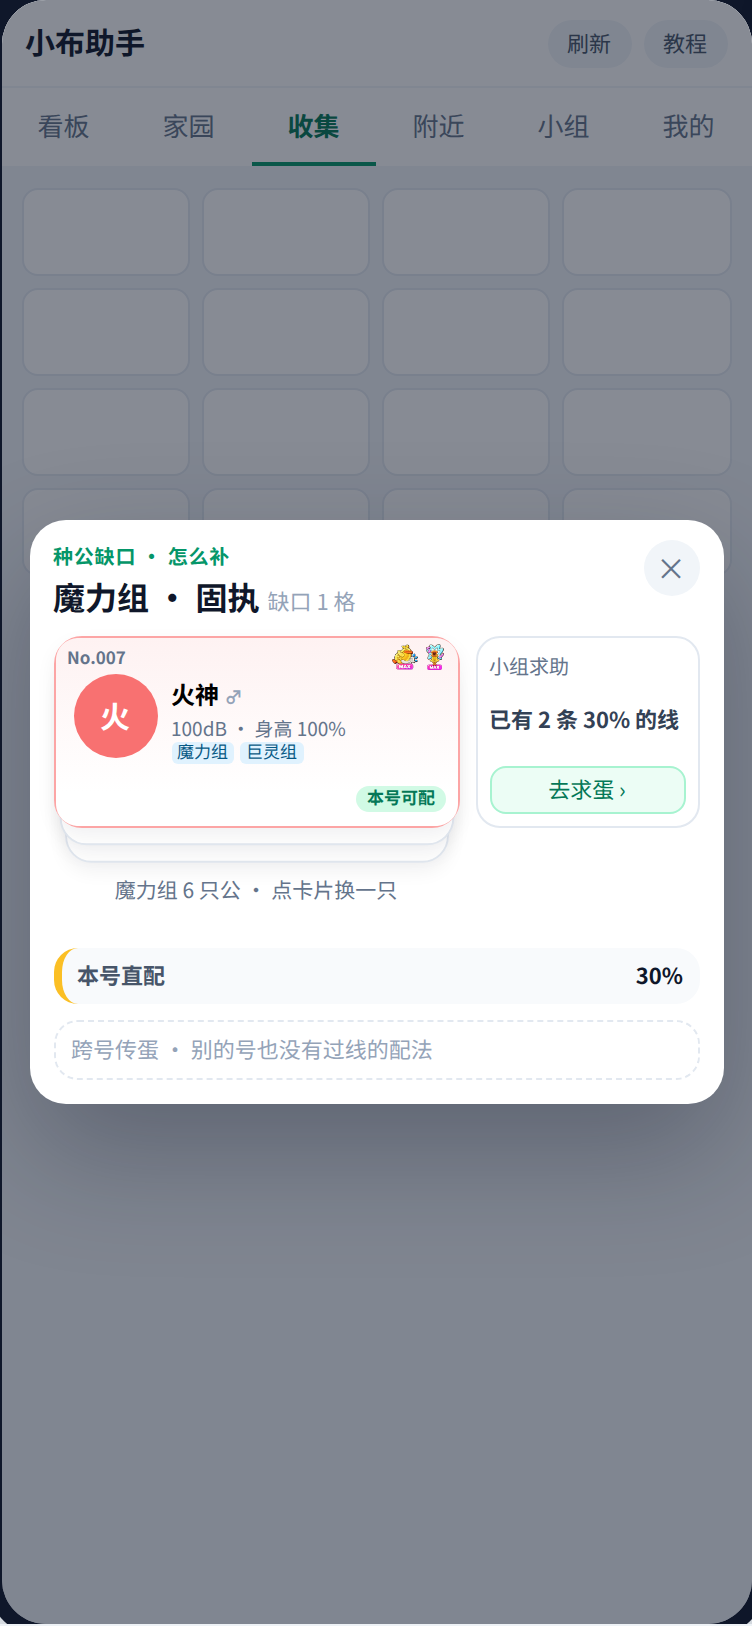 小布助手
刷新 教程
看板 家园 收集 附近 小组 我的
种公缺口 · 怎么补
魔力组 · 固执 缺口 1 格
No.007
MAX MAX
火
火神 ♂
100dB · 身高 100%
魔力组 巨灵组
本号可配
小组求助
已有 2 条 30% 的线
去求蛋 ›
魔力组 6 只公 · 点卡片换一只
本号直配 30%
跨号传蛋 · 别的号也没有过线的配法